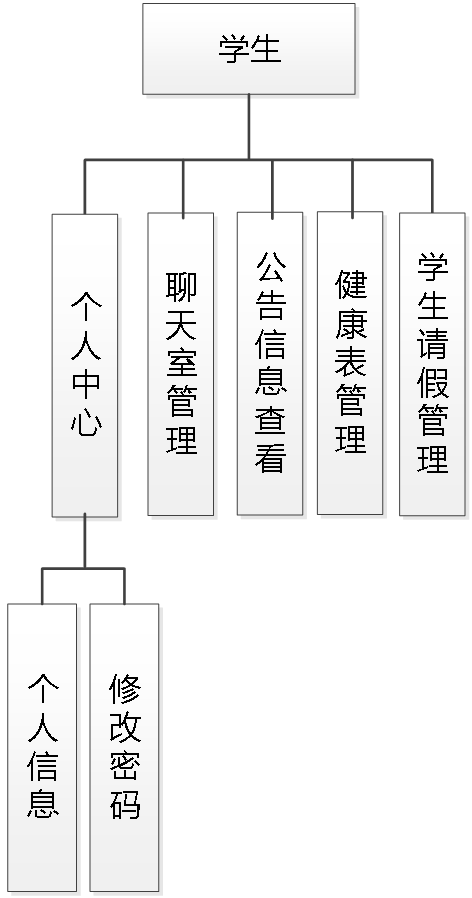 学生
个人中心
聊天室管理
公告信息查看
健康表管理
学生请假管理
个人信息
修改密码